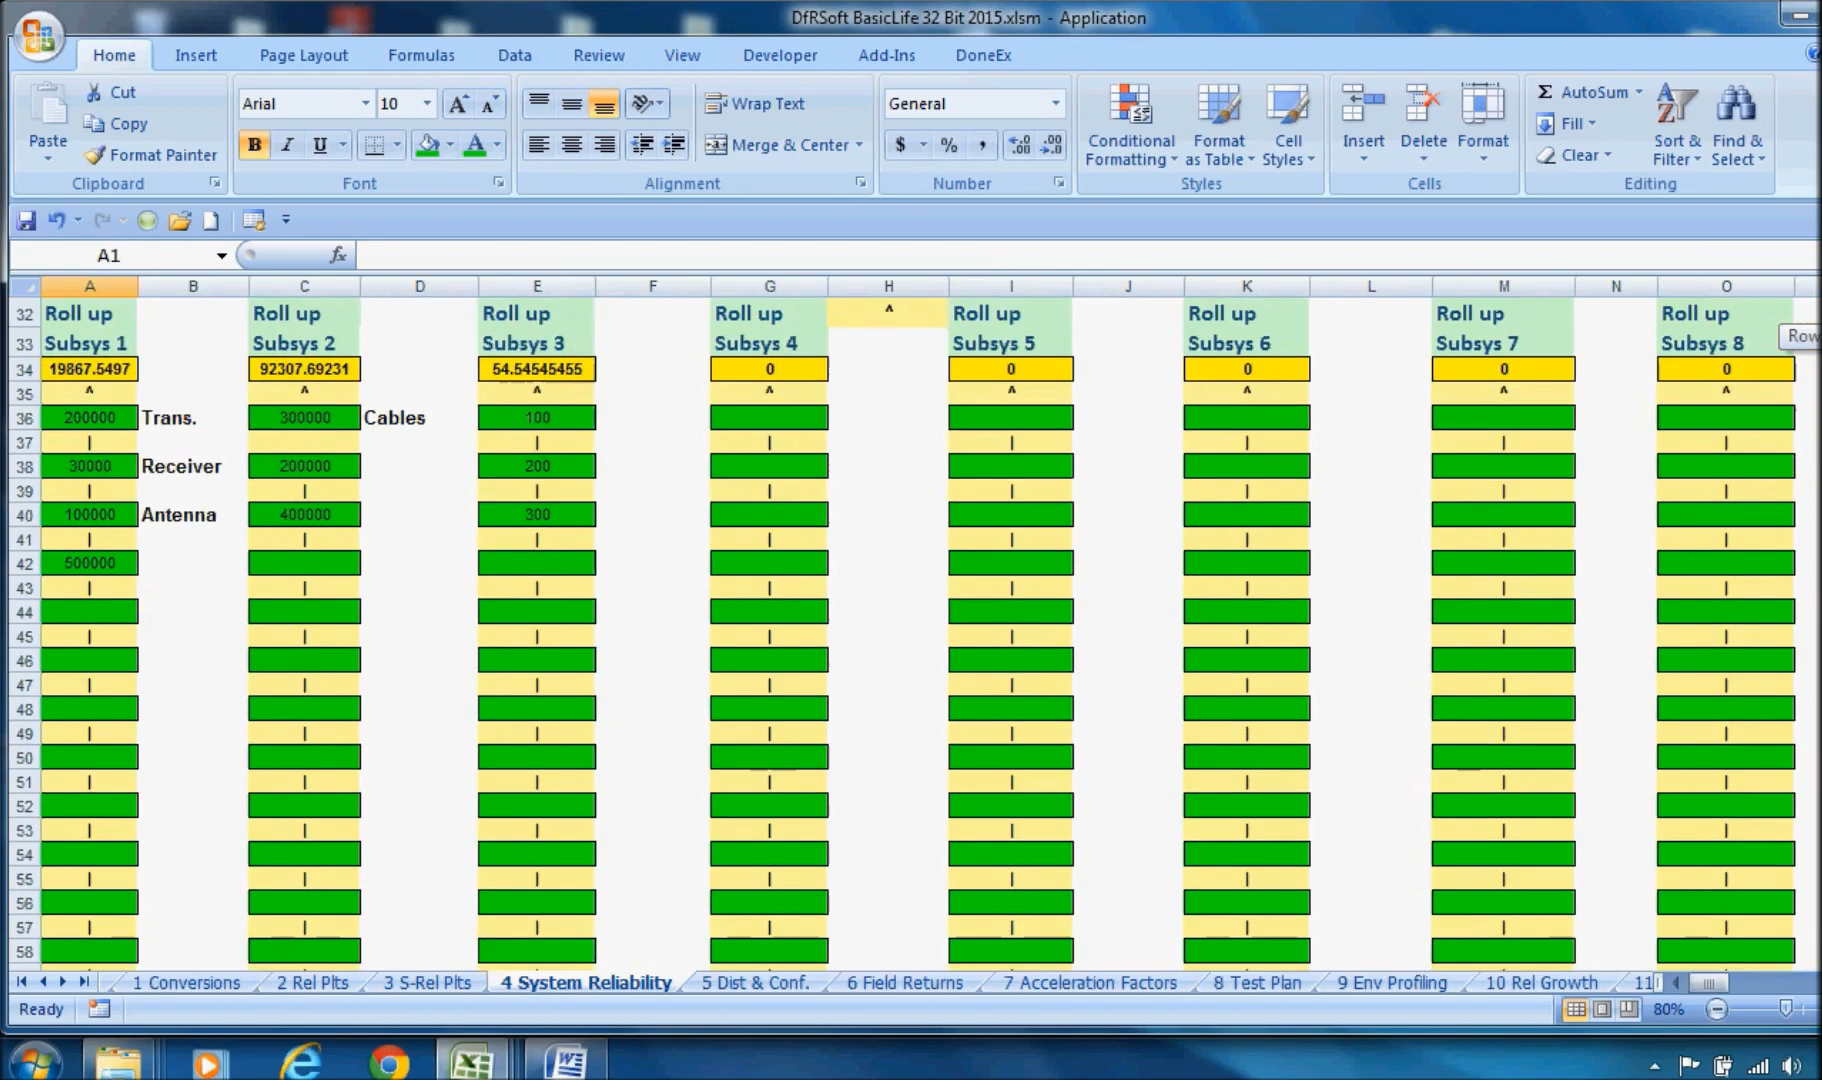 DfRSoft BasicLife 32 Bit 2015.xlsm - Application
Home Insert Page Layout Formulas Data Review View Developer Add-Ins DoneEx
Paste
Cut
Copy
Format Painter
Clipboard
Arial 10
B I U
Font
Wrap Text
Merge & Center
Alignment
General
$ % ,
Number
Conditional Formatting
Format as Table
Cell Styles
Styles
Insert Delete Format
Cells
Σ AutoSum
Fill
Clear
Sort & Filter
Find & Select
Editing
A1 fx
A B C D E F G H I J K L M N O
32 Roll up Roll up Roll up Roll up ^ Roll up Roll up Roll up Roll up
33 Subsys 1 Subsys 2 Subsys 3 Subsys 4 Subsys 5 Subsys 6 Subsys 7 Subsys 8
34 19867.5497 92307.69231 54.54545455 0 0 0 0 0
35 ^ ^ ^ ^ ^ ^ ^ ^
36 200000 Trans. 300000 Cables 100
37 | | | | | | |
38 30000 Receiver 200000 200
39 | | | | | | | |
40 100000 Antenna 400000 300
41 | | | | | | | |
42 500000
43 | | | | | | | |
44
45 | | | | | | | |
46
47 | | | | | | | |
48
49 | | | | | | | |
50
51 | | | | | | | |
52
53 | | | | | | | |
54
55 | | | | | | | |
56
57 | | | | | | | |
58
1 Conversions 2 Rel Plts 3 S-Rel Plts 4 System Reliability 5 Dist & Conf. 6 Field Returns 7 Acceleration Factors 8 Test Plan 9 Env Profiling 10 Rel Growth 11
Ready 80%